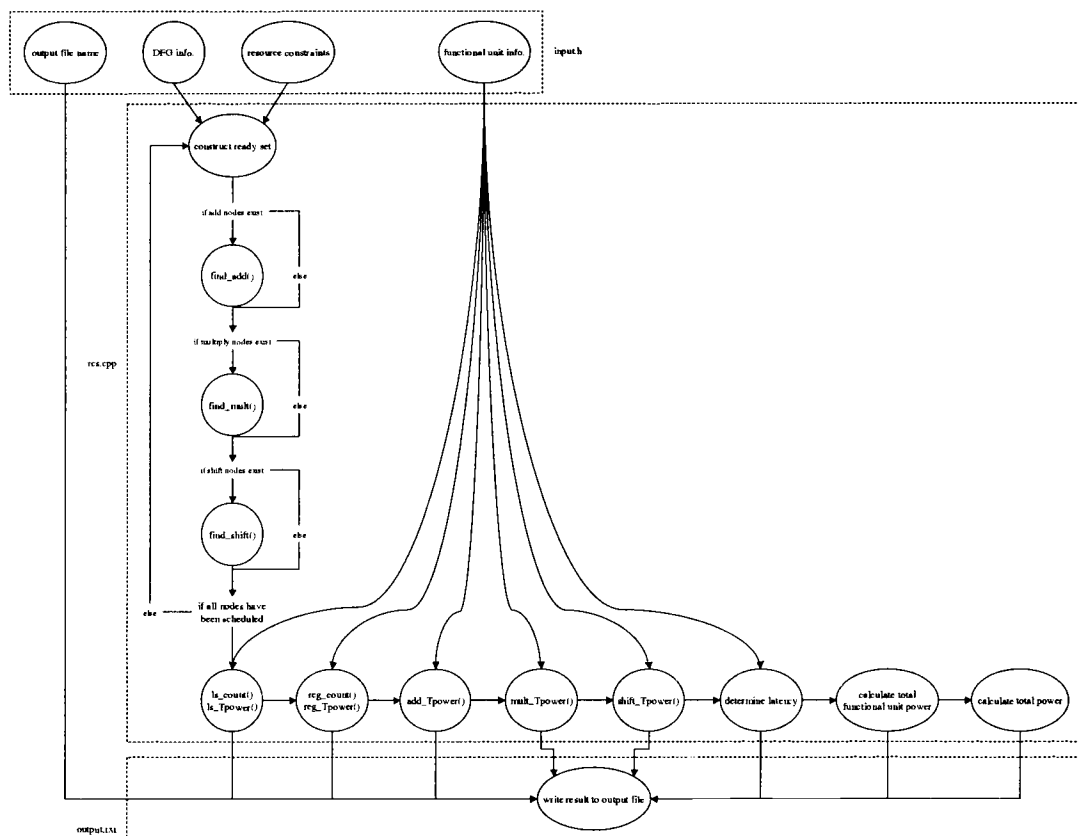 output file name
DFG info.
resource constraints
functional unit info.
input.h
construct ready set
if add nodes exist
find_add()
else
if multiply nodes exist
rcs.cpp
find_mult()
else
if shift nodes exist
find_shift()
else
if all nodes have
been scheduled
else
ls_count()
ls_Tpower()
reg_count()
reg_Tpower()
add_Tpower()
mult_Tpower()
shift_Tpower()
determine latency
calculate total
functional unit power
calculate total power
write result to output file
output.txt